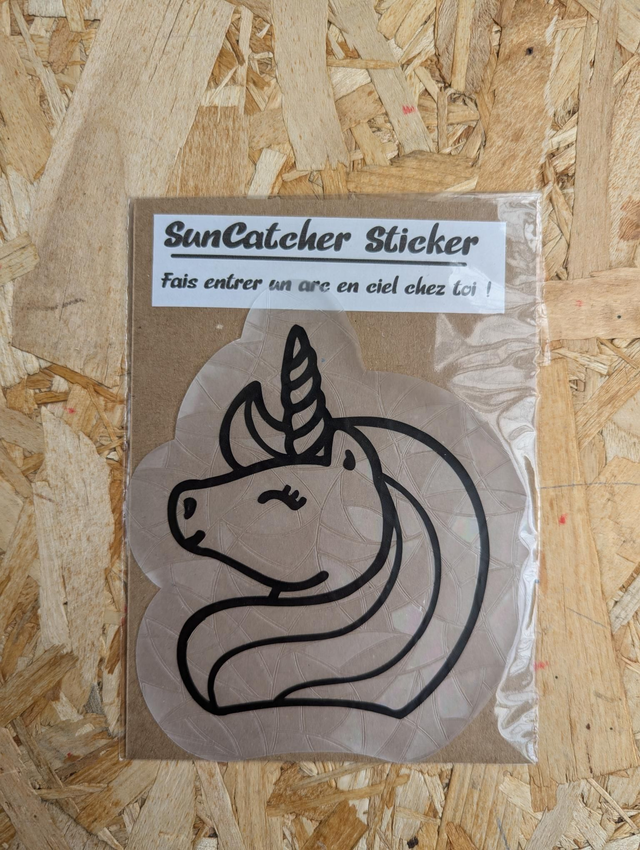 SunCatcher Sticker
Fais entrer un arc en ciel chez toi !